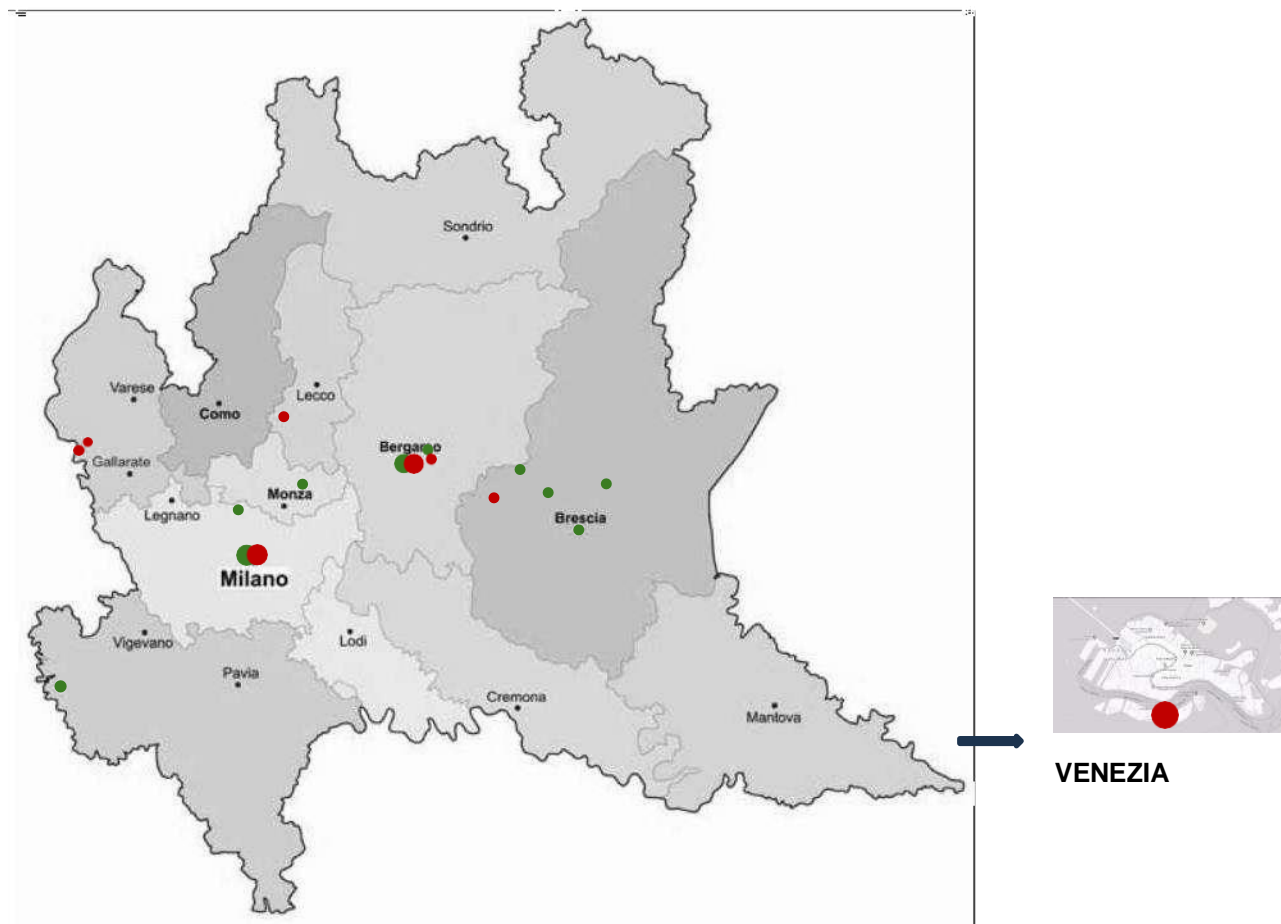 Sondrio
Varese
Como
Lecco
Gallarate
Bergamo
Legnano
Monza
Brescia
Milano
Vigevano
Lodi
Pavia
Cremona
Mantova
VENEZIA